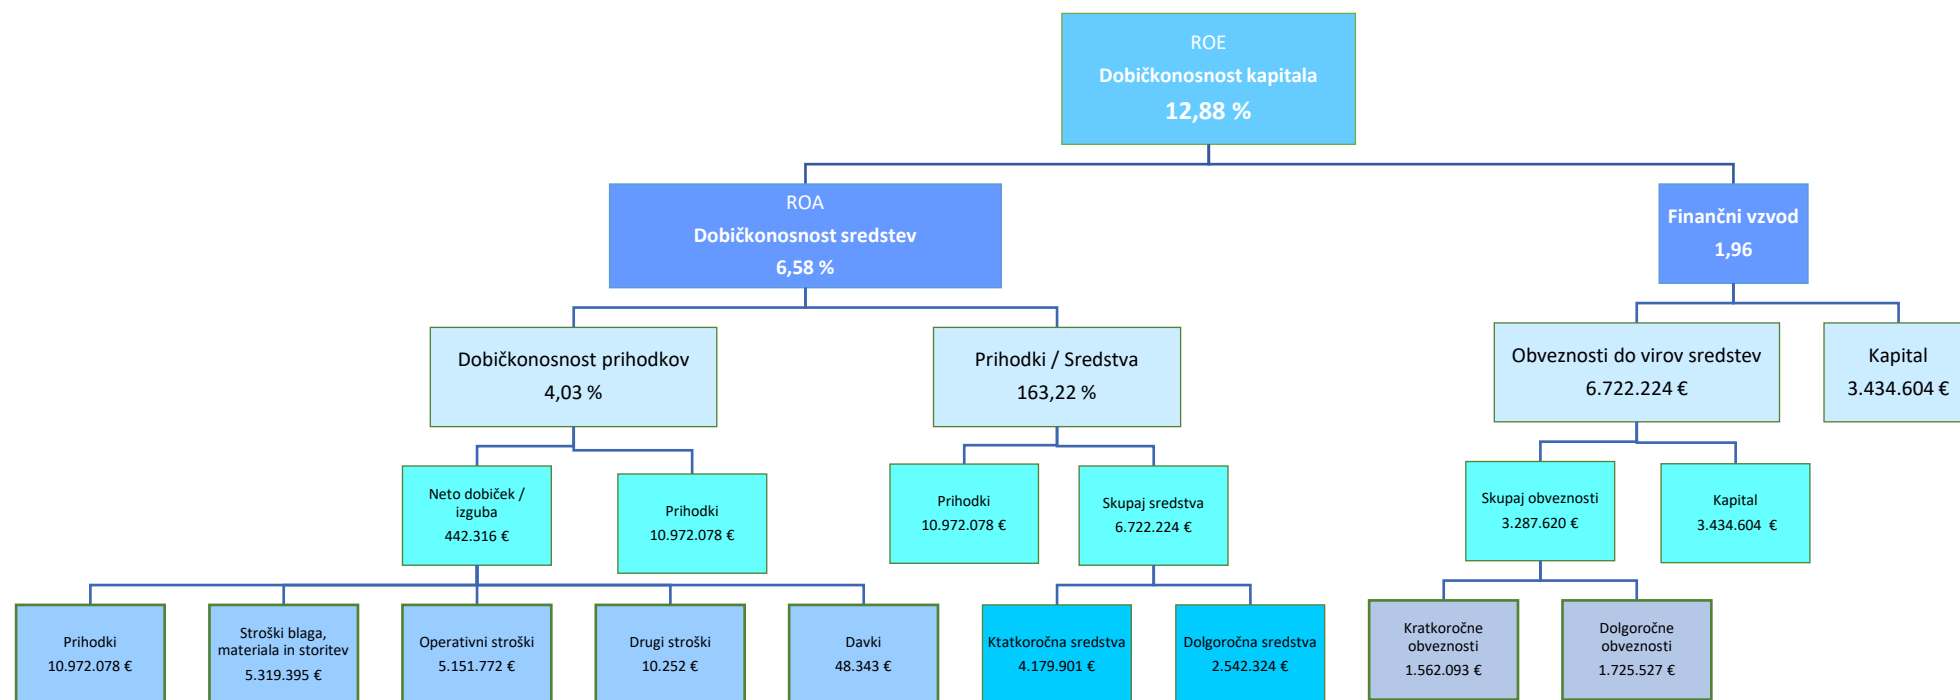 ROE
Dobičkonosnost kapitala
12,88 %
ROA
Dobičkonosnost sredstev
6,58 %
Finančni vzvod
1,96
Dobičkonosnost prihodkov
4,03 %
Prihodki / Sredstva
163,22 %
Obveznosti do virov sredstev
6.722.224 €
Kapital
3.434.604 €
Neto dobiček /
izguba
442.316 €
Prihodki
10.972.078 €
Prihodki
10.972.078 €
Skupaj sredstva
6.722.224 €
Skupaj obveznosti
3.287.620 €
Kapital
3.434.604 €
Prihodki
10.972.078 €
Stroški blaga,
materiala in storitev
5.319.395 €
Operativni stroški
5.151.772 €
Drugi stroški
10.252 €
Davki
48.343 €
Ktatkoročna sredstva
4.179.901 €
Dolgoročna sredstva
2.542.324 €
Kratkoročne
obveznosti
1.562.093 €
Dolgoročne
obveznosti
1.725.527 €